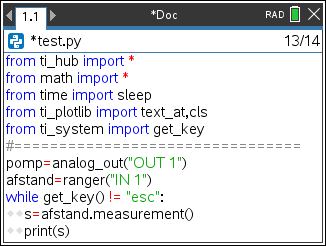 1.1
*Doc
RAD
*test.py
13/14
from ti_hub import *
from math import *
from time import sleep
from ti_plotlib import text_at,cls
from ti_system import get_key
#================================
pomp=analog_out("OUT 1")
afstand=ranger("IN 1")
while get_key() != "esc":
◆◆s=afstand.measurement()
◆◆print(s)